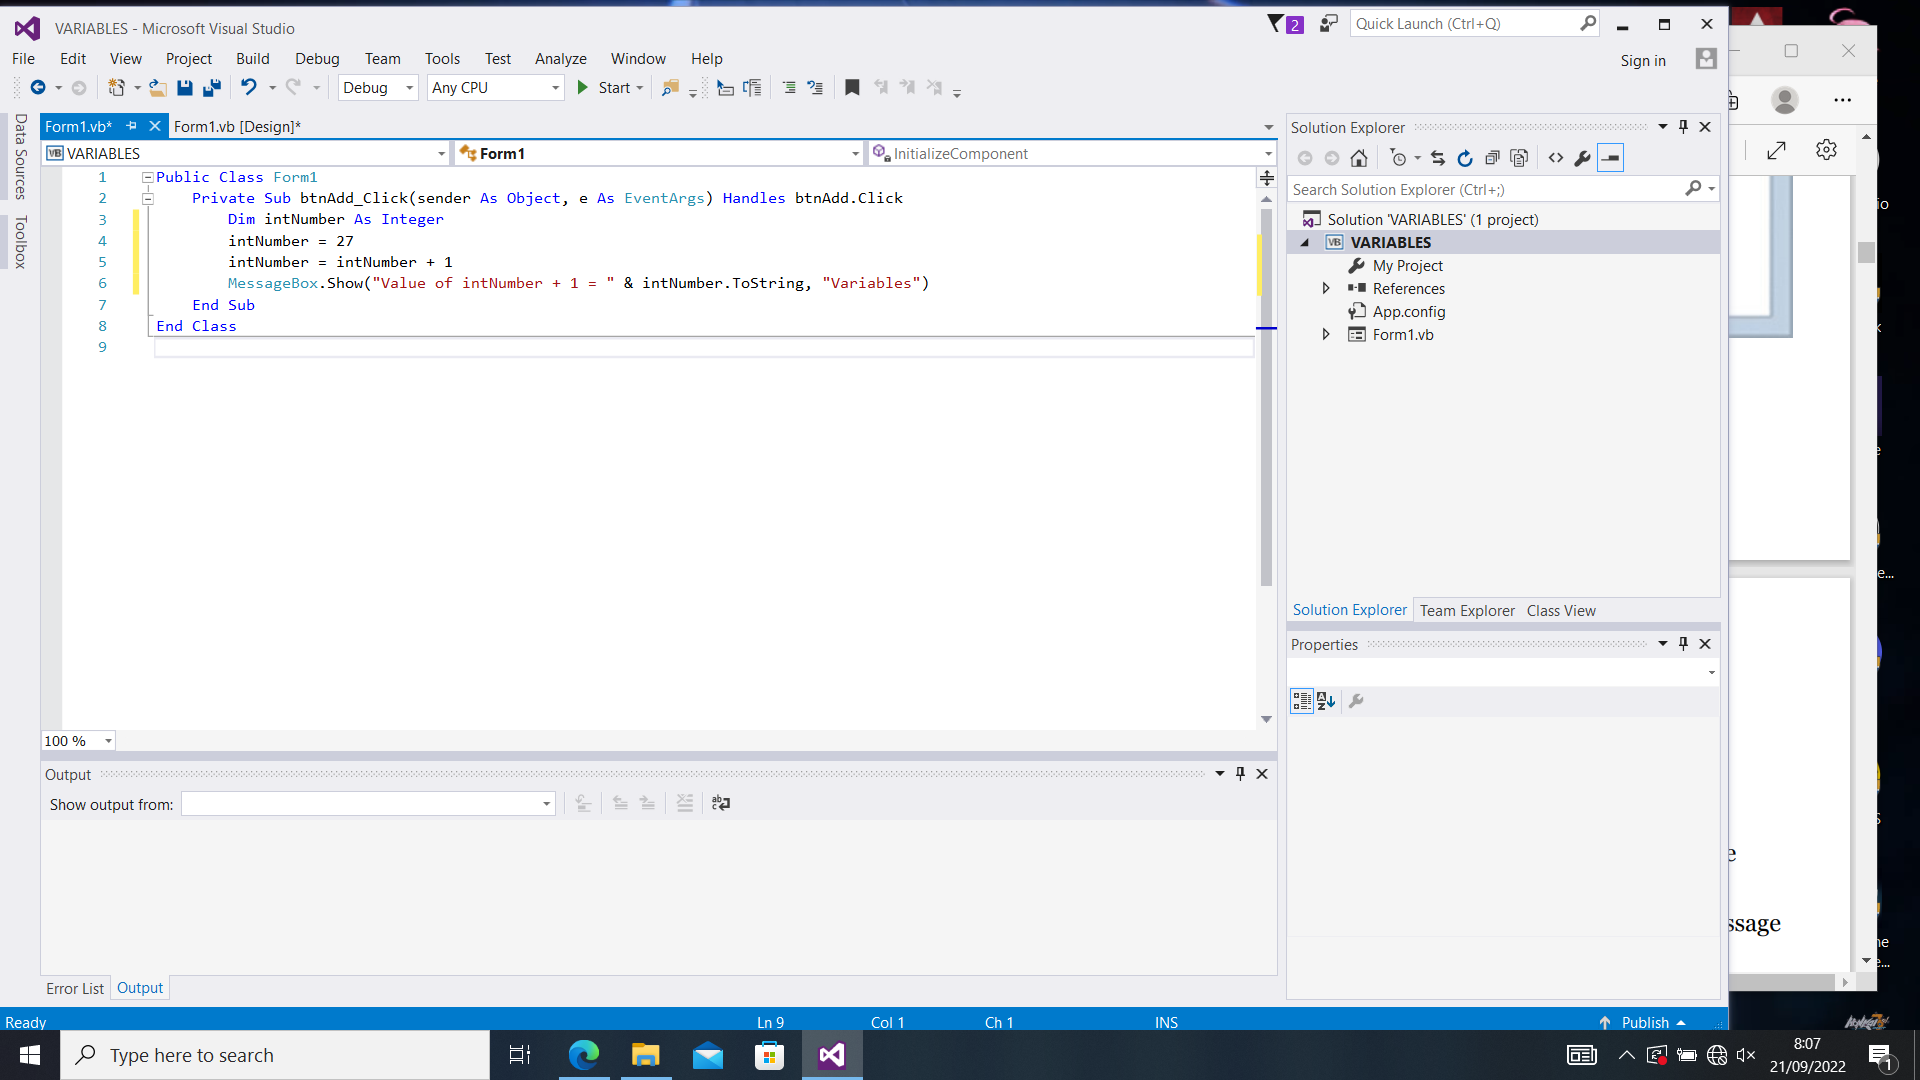 VARIABLES - Microsoft Visual Studio
2
Quick Launch (Ctrl+Q)
File Edit View Project Build Debug Team Tools Test Analyze Window Help
Sign in
Debug Any CPU Start
Data Sources
Toolbox
Form1.vb* Form1.vb [Design]*
VARIABLES Form1 InitializeComponent
1 Public Class Form1
2 Private Sub btnAdd_Click(sender As Object, e As EventArgs) Handles btnAdd.Click
3 Dim intNumber As Integer
4 intNumber = 27
5 intNumber = intNumber + 1
6 MessageBox.Show("Value of intNumber + 1 = " & intNumber.ToString, "Variables")
7 End Sub
8 End Class
9
100 %
Output
Show output from:
Error List Output
Solution Explorer
Search Solution Explorer (Ctrl+;)
Solution 'VARIABLES' (1 project)
VARIABLES
My Project
References
App.config
Form1.vb
Solution Explorer Team Explorer Class View
Properties
ssage
Ready Ln 9 Col 1 Ch 1 INS Publish
Type here to search
8:07
21/09/2022
1